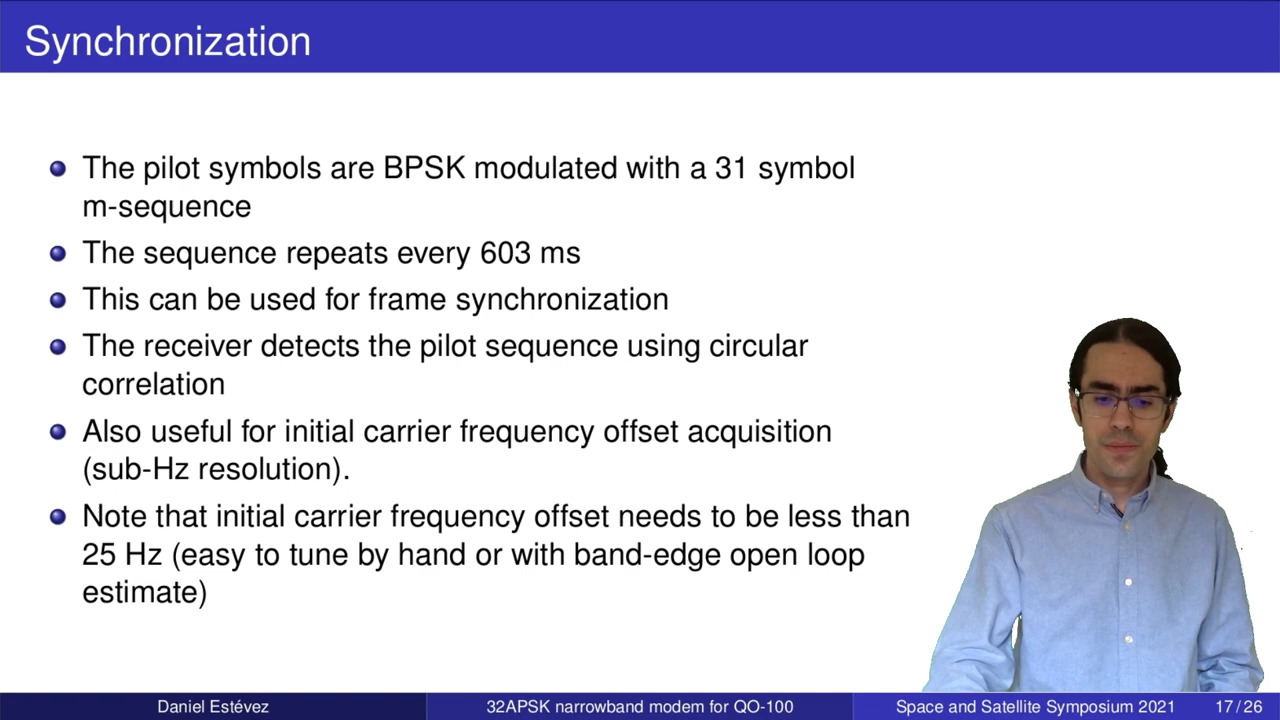 Synchronization
The pilot symbols are BPSK modulated with a 31 symbol
m-sequence
The sequence repeats every 603 ms
This can be used for frame synchronization
The receiver detects the pilot sequence using circular
correlation
Also useful for initial carrier frequency offset acquisition
(sub-Hz resolution).
Note that initial carrier frequency offset needs to be less than
25 Hz (easy to tune by hand or with band-edge open loop
estimate)
Daniel Estévez 32APSK narrowband modem for QO-100 Space and Satellite Symposium 2021 17 / 26